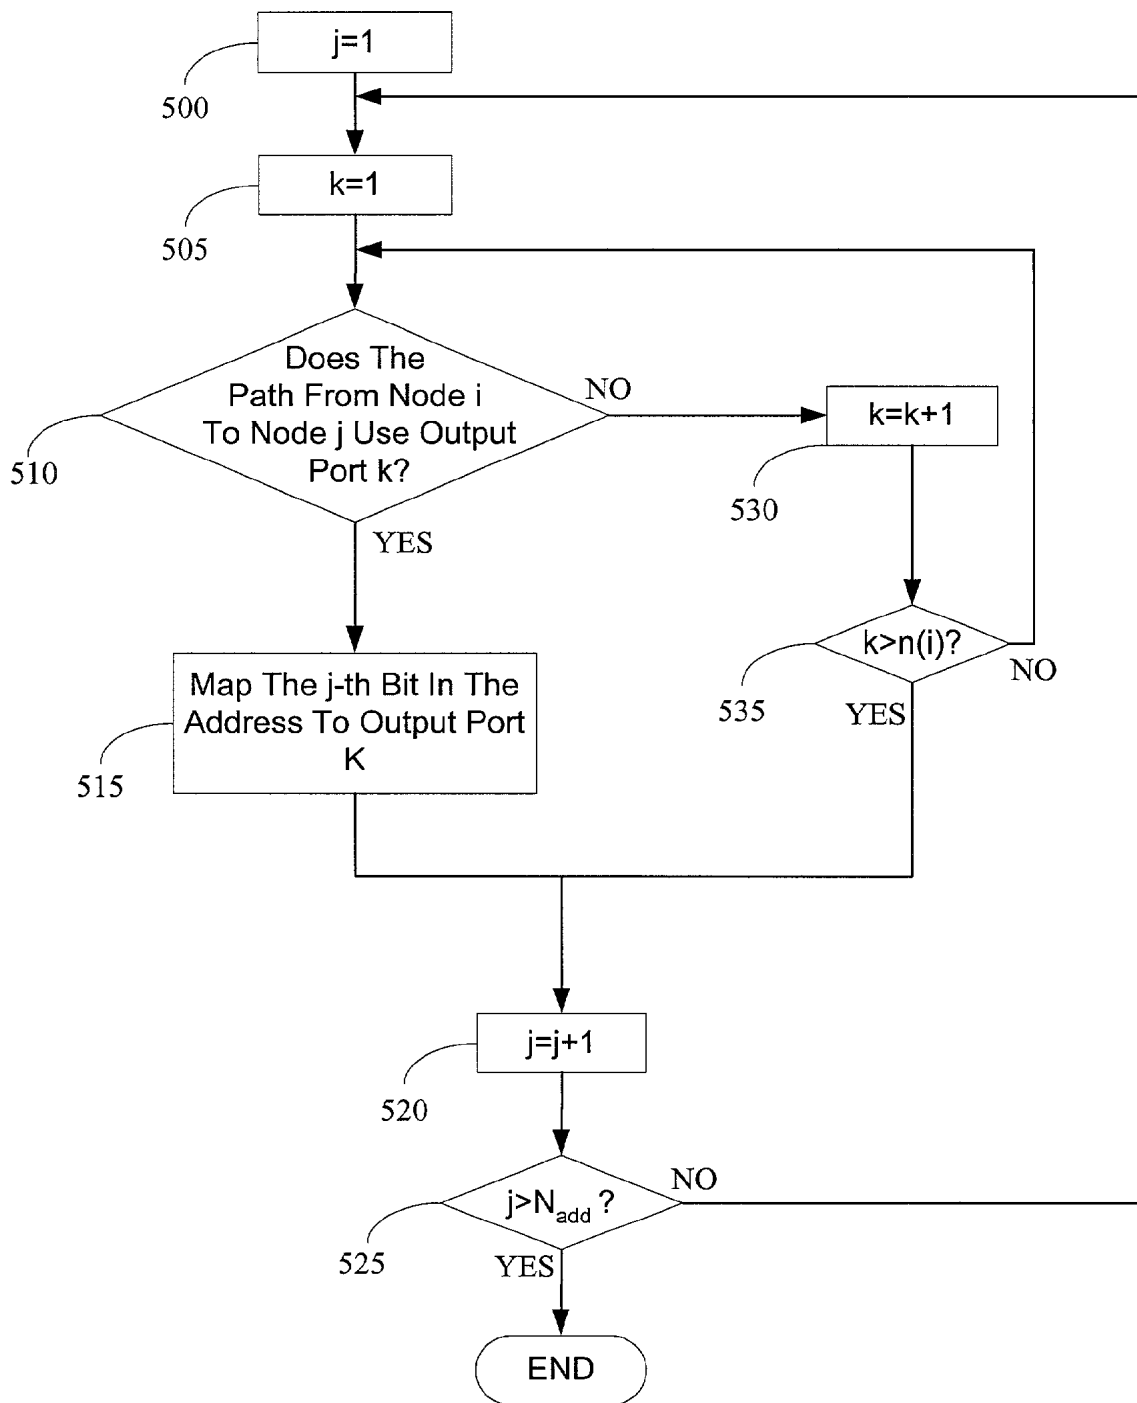 j=1
500
k=1
505
Does The
Path From Node i
To Node j Use Output
Port k?
NO
510
YES
k=k+1
530
k>n(i)?
NO
535
YES
Map The j-th Bit In The
Address To Output Port
K
515
j=j+1
520
j>Nadd ?
NO
525
YES
END